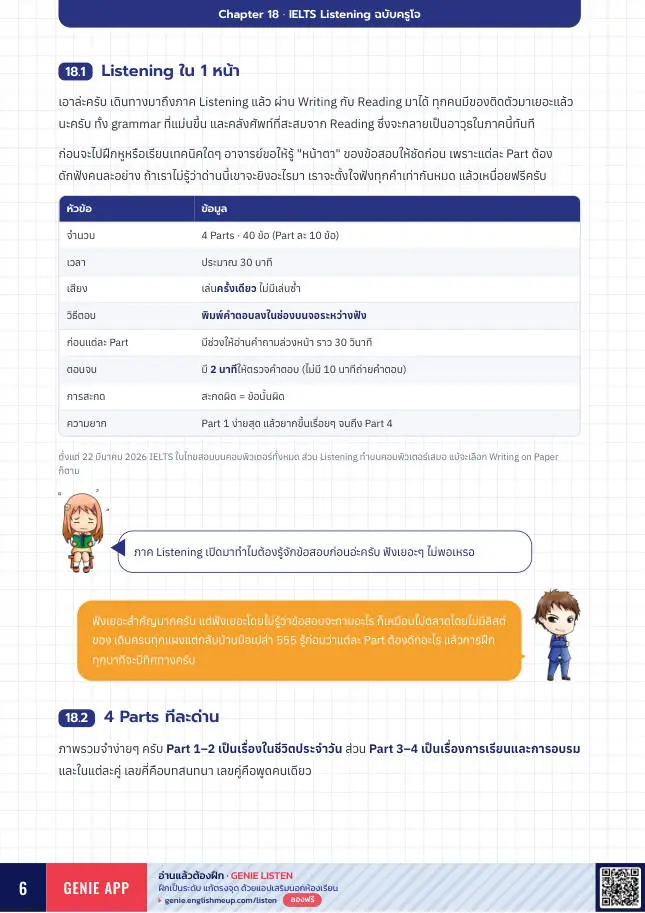 Chapter 18 · IELTS Listening ฉบับครูโจ
18.1 Listening ใน 1 หน้า
เอาล่ะครับ เดินทางมาถึงภาค Listening แล้ว ผ่าน Writing กับ Reading มาได้ ทุกคนมีของติดตัวมาเยอะแล้ว
นะครับ ทั้ง grammar ที่แม่นขึ้น และคลังศัพท์ที่สะสมจาก Reading ซึ่งจะกลายเป็นอาวุธในภาคนี้ทันที
ก่อนจะไปฝึกหูหรือเรียนเทคนิคใดๆ อาจารย์ขอให้รู้ "หน้าตา" ของข้อสอบให้ชัดก่อน เพราะแต่ละ Part ต้อง
ดักฟังคนละอย่าง ถ้าเราไม่รู้ว่าด่านนี้เขาจะยิงอะไรมา เราจะตั้งใจฟังทุกคำเท่ากันหมด แล้วเหนื่อยฟรีครับ
หัวข้อ ข้อมูล
จำนวน 4 Parts · 40 ข้อ (Part ละ 10 ข้อ)
เวลา ประมาณ 30 นาที
เสียง เล่นครั้งเดียว ไม่มีเล่นซ้ำ
วิธีตอบ พิมพ์คำตอบลงในช่องบนจอระหว่างฟัง
ก่อนแต่ละ Part มีช่วงให้อ่านคำถามล่วงหน้า ราว 30 วินาที
ตอนจบ มี 2 นาทีให้ตรวจคำตอบ (ไม่มี 10 นาทีถ่ายคำตอบ)
การสะกด สะกดผิด = ข้อนั้นผิด
ความยาก Part 1 ง่ายสุด แล้วยากขึ้นเรื่อยๆ จนถึง Part 4
ตั้งแต่ 22 มีนาคม 2026 IELTS ในไทยสอบบนคอมพิวเตอร์ทั้งหมด ส่วน Listening ทำบนคอมพิวเตอร์เสมอ แม้จะเลือก Writing on Paper
ก็ตาม
ภาค Listening เปิดมาทำไมต้องรู้จักข้อสอบก่อนอ่ะครับ ฟังเยอะๆ ไม่พอเหรอ
ฟังเยอะสำคัญมากครับ แต่ฟังเยอะโดยไม่รู้ว่าข้อสอบจะถามอะไร ก็เหมือนไปตลาดโดยไม่มีลิสต์
ของ เดินครบทุกแผงแต่กลับบ้านมือเปล่า 555 รู้ก่อนว่าแต่ละ Part ต้องดักอะไร แล้วการฝึก
ทุกนาทีจะมีทิศทางครับ
18.2 4 Parts ทีละด่าน
ภาพรวมจำง่ายๆ ครับ Part 1–2 เป็นเรื่องในชีวิตประจำวัน ส่วน Part 3–4 เป็นเรื่องการเรียนและการอบรม
และในแต่ละคู่ เลขคี่คือบทสนทนา เลขคู่คือพูดคนเดียว
6
GENIE APP
อ่านแล้วต้องฝึก · GENIE LISTEN
ฝึกเป็นระดับ แก้ตรงจุด ด้วยแอปเสริมนอกห้องเรียน
genie.englishmeup.com/listen ลองฟรี